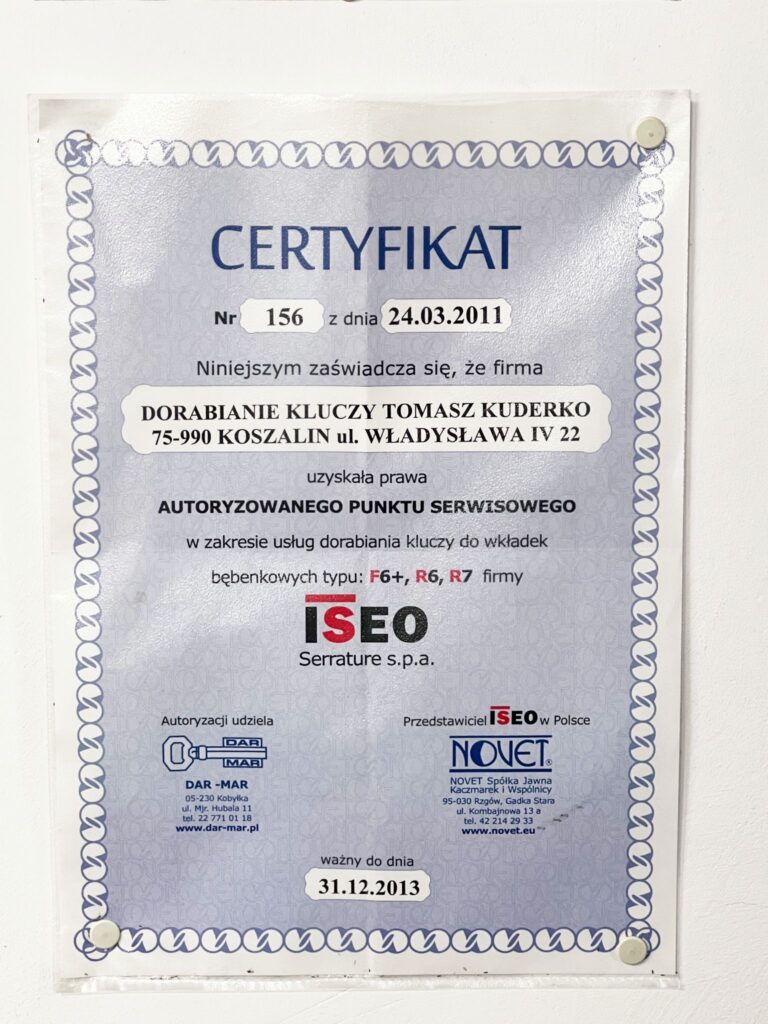 CERTYFIKAT
Nr 156 z dnia 24.03.2011
Niniejszym zaświadcza się, że firma
DORABIANIE KLUCZY TOMASZ KUDERKO
75-990 KOSZALIN ul. WŁADYSŁAWA IV 22
uzyskała prawa
AUTORYZOWANEGO PUNKTU SERWISOWEGO
w zakresie usług dorabiania kluczy do wkładek
bębenkowych typu: F6+, R6, R7 firmy
ISEO
Serrature s.p.a.
Autoryzacji udziela
DAR
MAR
DAR -MAR
05-230 Kobyłka
ul. Mjr. Hubala 11
tel. 22 771 01 18
www.dar-mar.pl
Przedstawiciel ISEO w Polsce
NOVET®
NOVET Spółka Jawna
Kaczmarek i Wspólnicy
95-030 Rzgów, Gadka Stara
ul. Kombajnowa 13 a
tel. 42 214 29 33
www.novet.eu
ważny do dnia
31.12.2013